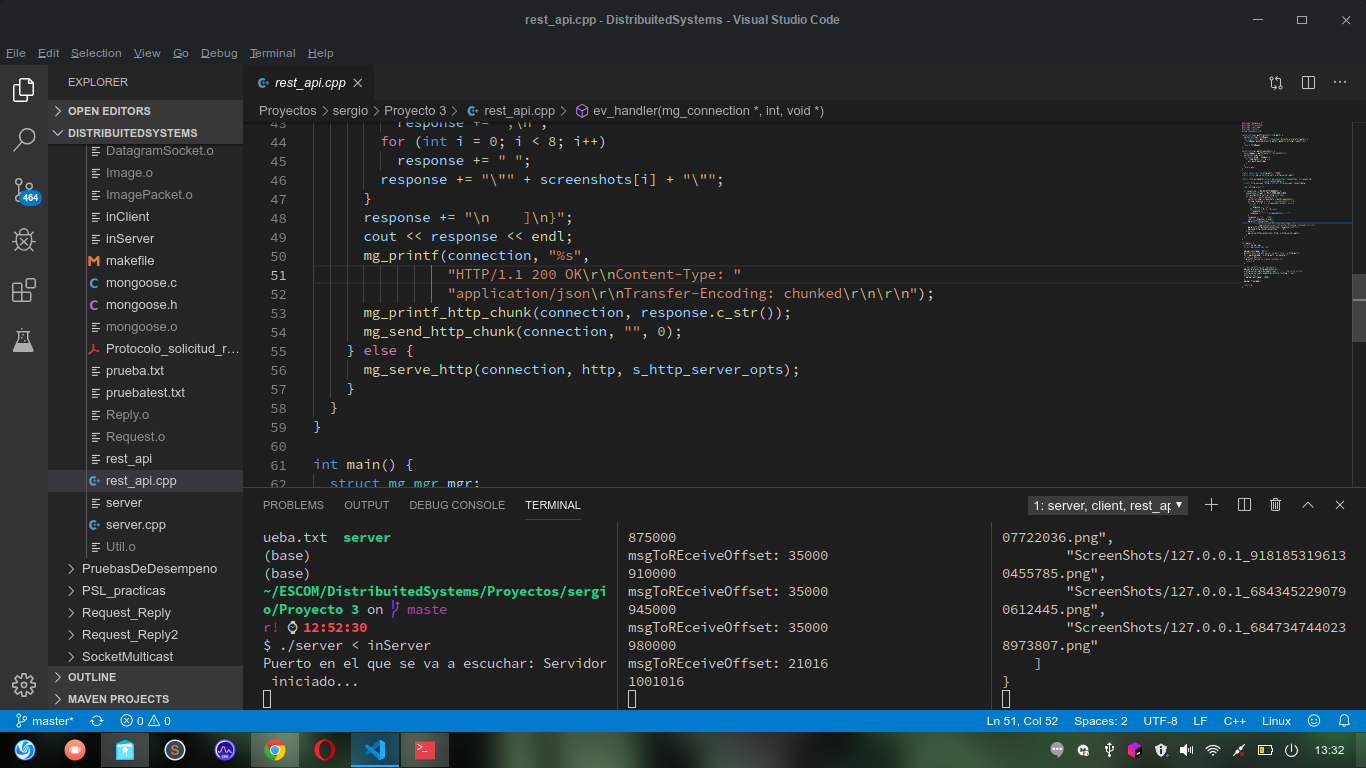 rest_api.cpp - DistribuitedSystems - Visual Studio Code
File Edit Selection View Go Debug Terminal Help
EXPLORER
OPEN EDITORS
DISTRIBUITEDSYSTEMS
DatagramSocket.o
Image.o
ImagePacket.o
inClient
inServer
makefile
mongoose.c
mongoose.h
mongoose.o
Protocolo_solicitud_r...
prueba.txt
pruebatest.txt
Reply.o
Request.o
rest_api
rest_api.cpp
server
server.cpp
Util.o
PruebasDeDesempeno
PSL_practicas
Request_Reply
Request_Reply2
SocketMulticast
OUTLINE
MAVEN PROJECTS
464
rest_api.cpp
Proyectos > sergio > Proyecto 3 > rest_api.cpp > ev_handler(mg_connection *, int, void *)
43 response += ",\n";
44 for (int i = 0; i < 8; i++)
45 response += " ";
46 response += "\"" + screenshots[i] + "\"";
47 }
48 response += "\n    ]\n}";
49 cout << response << endl;
50 mg_printf(connection, "%s",
51 "HTTP/1.1 200 OK\r\nContent-Type: "
52 "application/json\r\nTransfer-Encoding: chunked\r\n\r\n");
53 mg_printf_http_chunk(connection, response.c_str());
54 mg_send_http_chunk(connection, "", 0);
55 } else {
56 mg_serve_http(connection, http, s_http_server_opts);
57 }
58 }
59 }
60
61 int main() {
62 struct mg_mgr mgr;
PROBLEMS OUTPUT DEBUG CONSOLE TERMINAL
1: server, client, rest_ap
ueba.txt  server
(base)
(base)
~/ESCOM/DistribuitedSystems/Proyectos/sergi
o/Proyecto 3 on maste
r! 12:52:30
$ ./server < inServer
Puerto en el que se va a escuchar: Servidor
iniciado...
875000
msgToREceiveOffset: 35000
910000
msgToREceiveOffset: 35000
945000
msgToREceiveOffset: 35000
980000
msgToREceiveOffset: 21016
1001016
07722036.png",
"ScreenShots/127.0.0.1_918185319613
0455785.png",
"ScreenShots/127.0.0.1_684345229079
0612445.png",
"ScreenShots/127.0.0.1_684734744023
8973807.png"
]
}
master* 0 0 Ln 51, Col 52 Spaces: 2 UTF-8 LF C++ Linux
13:32